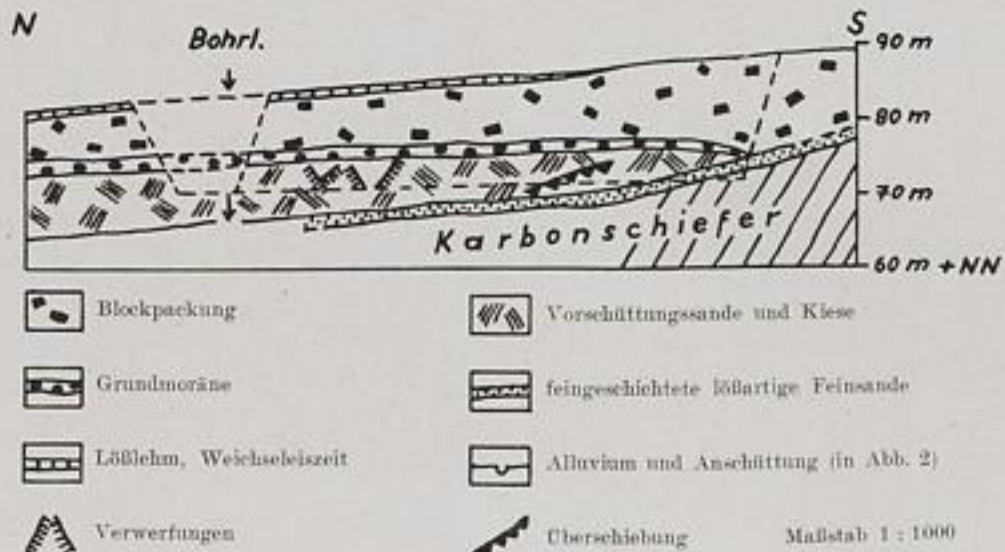 N
S
Bohrl.
90 m
80 m
70 m
60 m + NN
Karbonschiefer
Blockpackung
Vorschüttungssande und Kiese
Grundmoräne
feingeschichtete lößartige Feinsande
Lößlehm, Weichseleiszeit
Alluvium und Anschüttung (in Abb. 2)
Verwerfungen
Überschiebung
Maßstab 1 : 1000